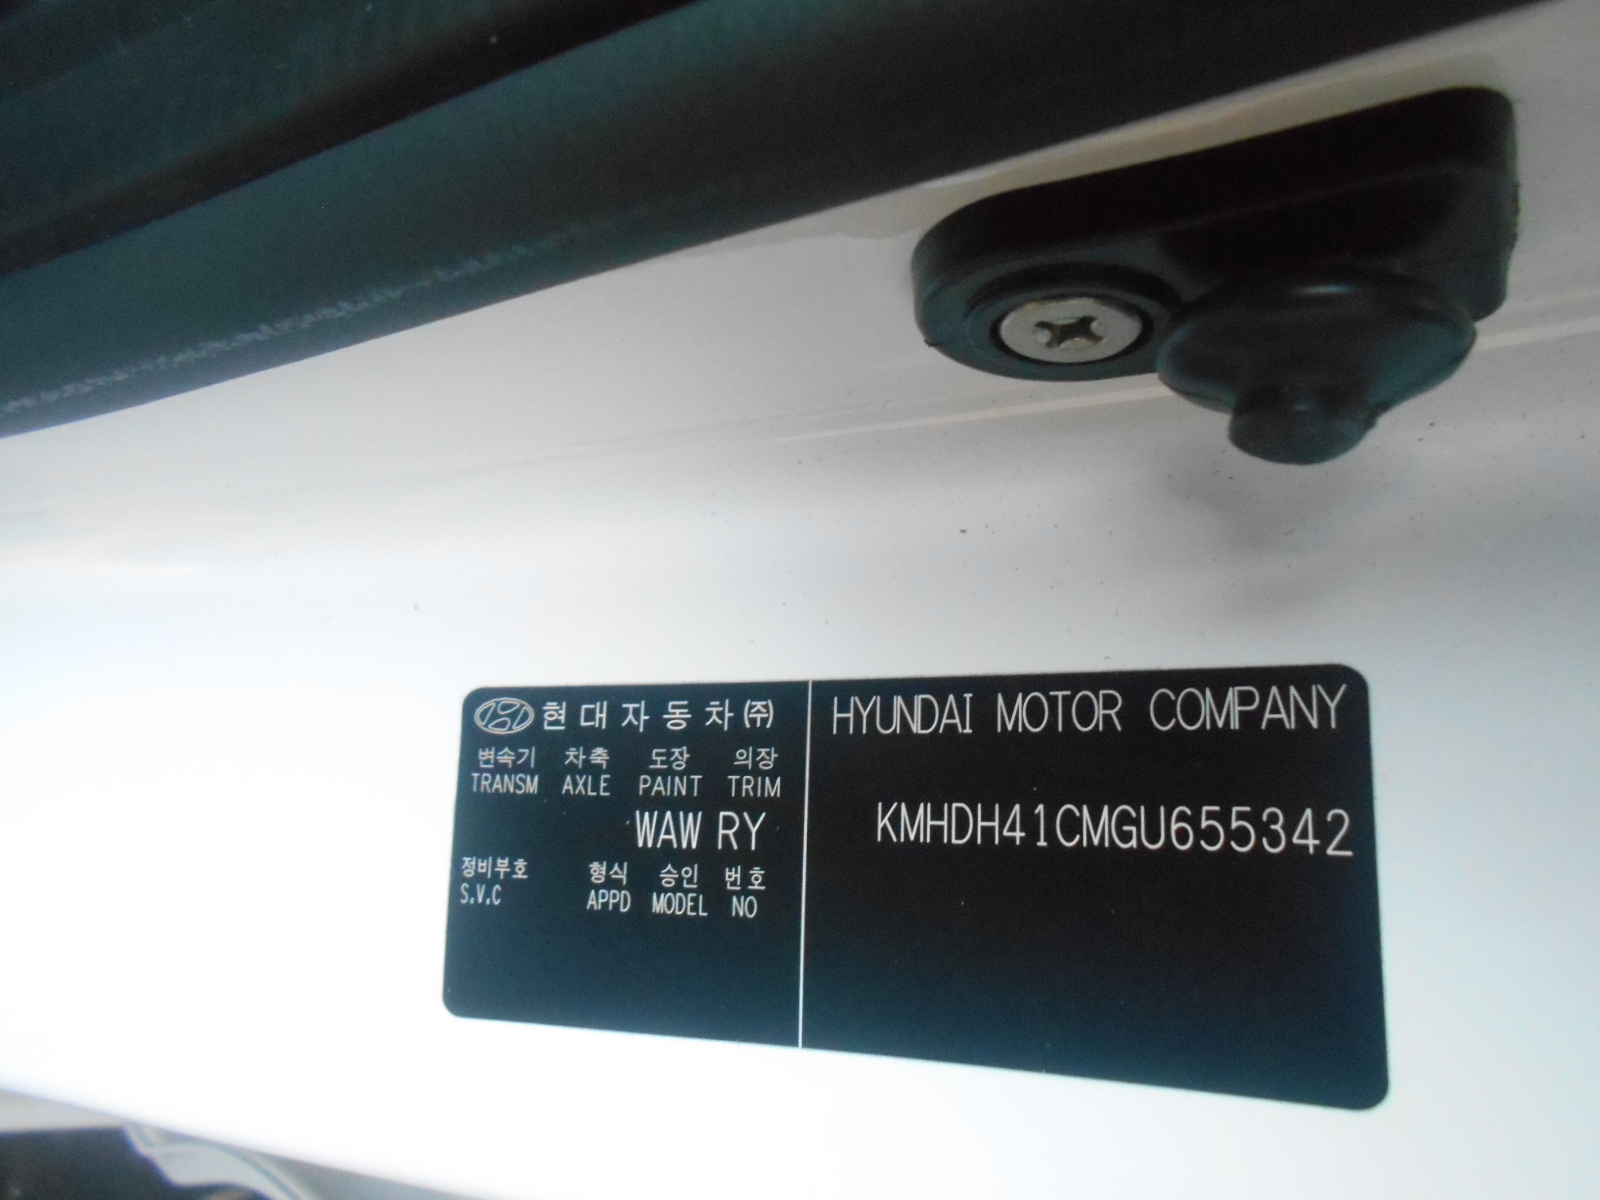 현대자동차㈜
변속기 차축 도장 의장
TRANSM AXLE PAINT TRIM
WAW RY
정비부호 형식 승인 번호
S.V.C APPD MODEL NO
HYUNDAI MOTOR COMPANY
KMHDH41CMGU655342